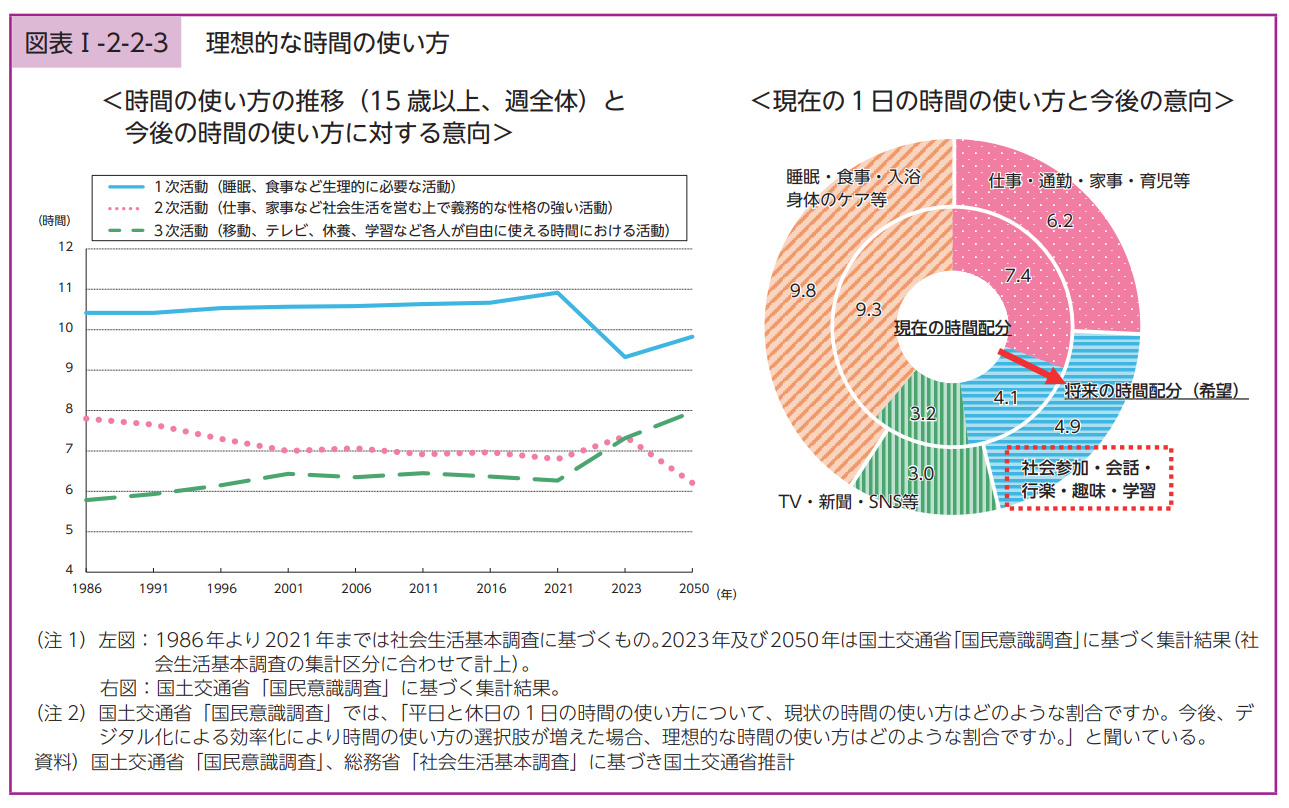 図表Ⅰ-2-2-3 理想的な時間の使い方
＜時間の使い方の推移（15歳以上、週全体）と
今後の時間の使い方に対する意向＞
1次活動（睡眠、食事など生理的に必要な活動）
2次活動（仕事、家事など社会生活を営む上で義務的な性格の強い活動）
3次活動（移動、テレビ、休養、学習など各人が自由に使える時間における活動）
（時間）
12
11
10
9
8
7
6
5
4
1986 1991 1996 2001 2006 2011 2016 2021 2023 2050（年）
＜現在の1日の時間の使い方と今後の意向＞
睡眠・食事・入浴
身体のケア等
仕事・通勤・家事・育児等
6.2
7.4
9.8
9.3
現在の時間配分
将来の時間配分（希望）
4.1
3.2
4.9
3.0
社会参加・会話・
行楽・趣味・学習
TV・新聞・SNS等
（注1）左図：1986年より2021年までは社会生活基本調査に基づくもの。2023年及び2050年は国土交通省「国民意識調査」に基づく集計結果（社
会生活基本調査の集計区分に合わせて計上）。
右図：国土交通省「国民意識調査」に基づく集計結果。
（注2）国土交通省「国民意識調査」では、「平日と休日の1日の時間の使い方について、現状の時間の使い方はどのような割合ですか。今後、デ
ジタル化による効率化により時間の使い方の選択肢が増えた場合、理想的な時間の使い方はどのような割合ですか。」と聞いている。
資料）国土交通省「国民意識調査」、総務省「社会生活基本調査」に基づき国土交通省推計